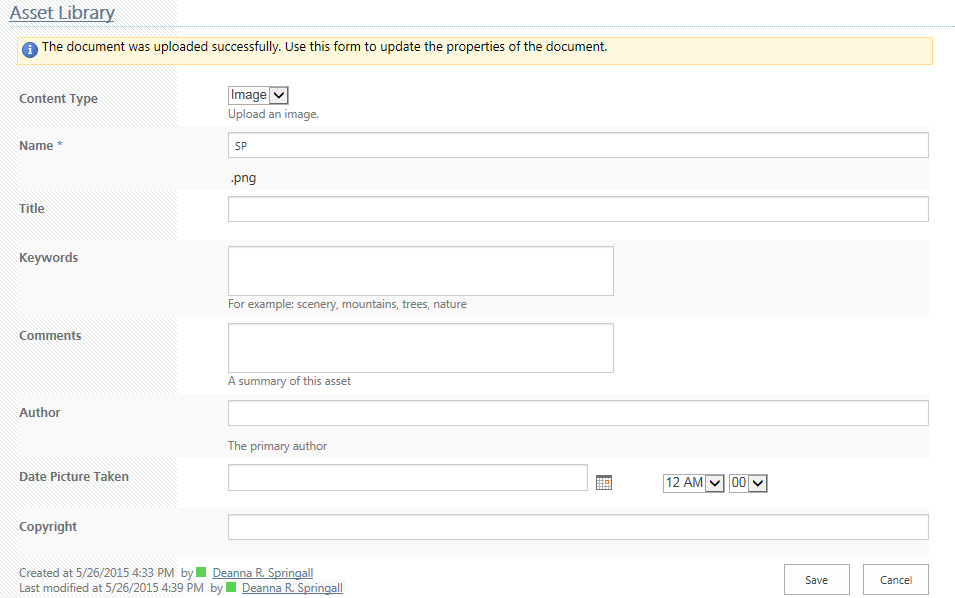 Asset Library
The document was uploaded successfully. Use this form to update the properties of the document.
Content Type
Image
Upload an image.
Name *
SP
.png
Title
Keywords
For example: scenery, mountains, trees, nature
Comments
A summary of this asset
Author
The primary author
Date Picture Taken
12 AM 00
Copyright
Created at 5/26/2015 4:33 PM by Deanna R. Springall
Last modified at 5/26/2015 4:39 PM by Deanna R. Springall
Save Cancel